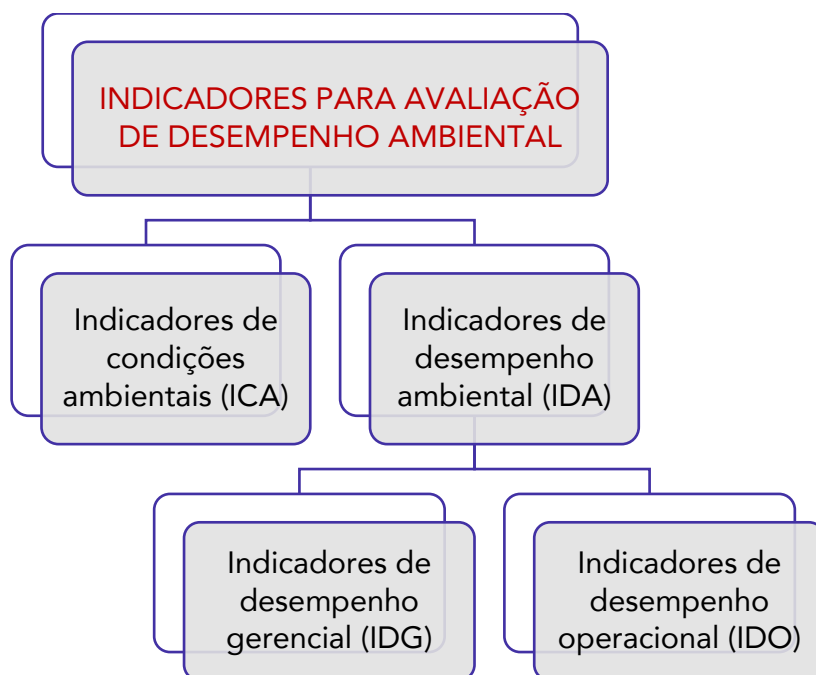 INDICADORES PARA AVALIAÇÃO
DE DESEMPENHO AMBIENTAL
Indicadores de
condições
ambientais (ICA)
Indicadores de
desempenho
ambiental (IDA)
Indicadores de
desempenho
gerencial (IDG)
Indicadores de
desempenho
operacional (IDO)